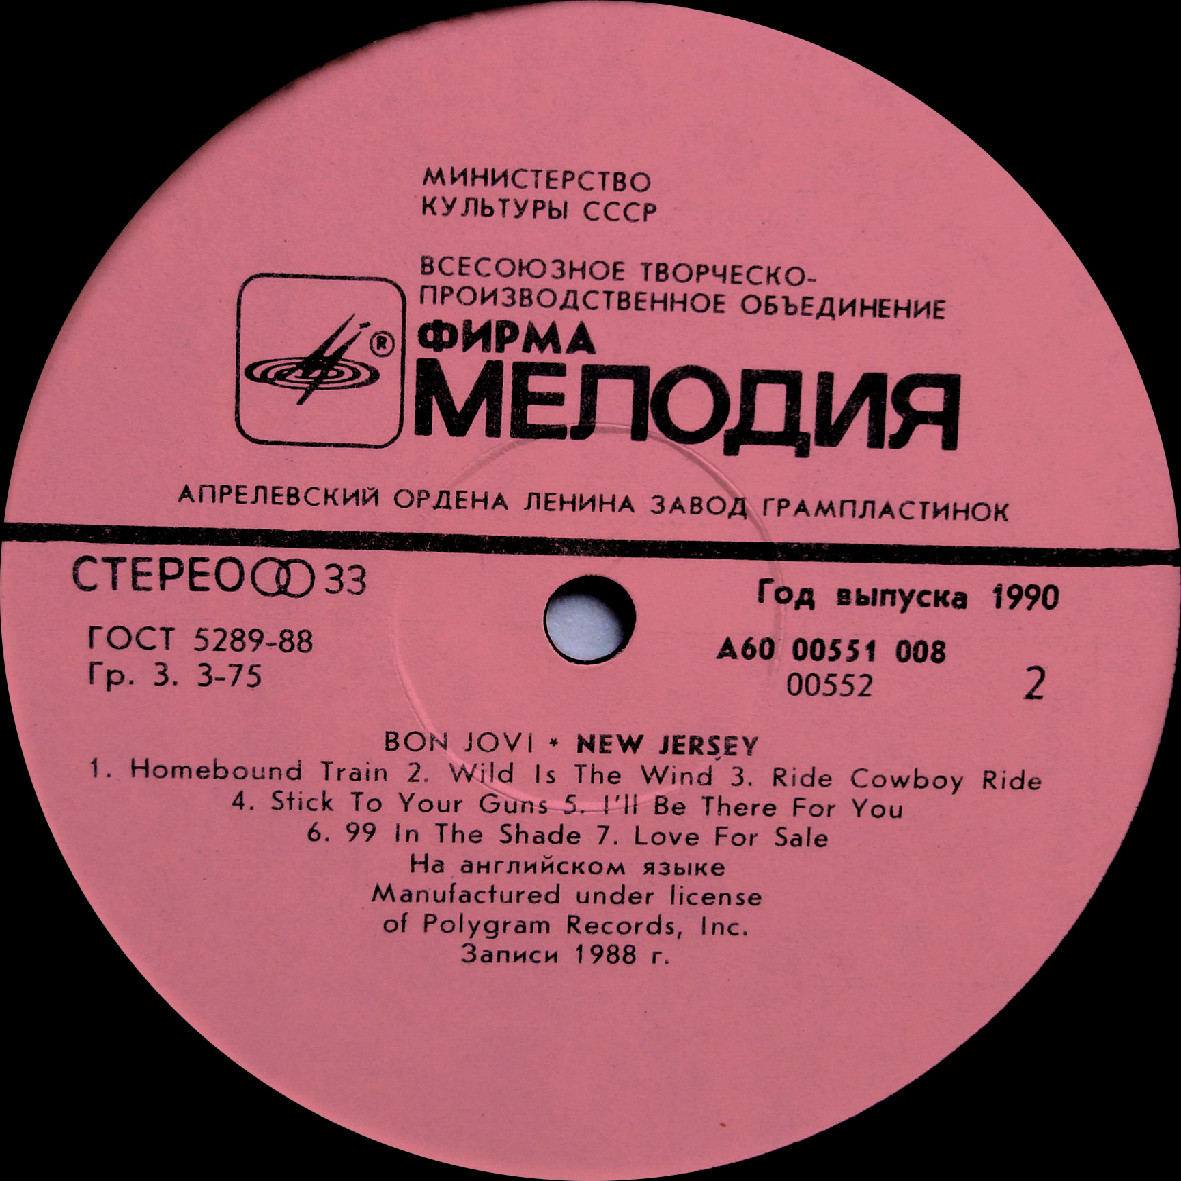 МИНИСТЕРСТВО
КУЛЬТУРЫ СССР
ВСЕСОЮЗНОЕ ТВОРЧЕСКО-
ПРОИЗВОДСТВЕННОЕ ОБЪЕДИНЕНИЕ
ФИРМА
®
МЕЛОДИЯ
АПРЕЛЕВСКИЙ ОРДЕНА ЛЕНИНА ЗАВОД ГРАМПЛАСТИНОК
СТЕРЕО 33
ГОСТ 5289-88
Гр. 3. 3-75
Год выпуска 1990
А60 00551 008
00552
2
BON JOVI * NEW JERSEY
1. Homebound Train 2. Wild Is The Wind 3. Ride Cowboy Ride
4. Stick To Your Guns 5. I'll Be There For You
6. 99 In The Shade 7. Love For Sale
На английском языке
Manufactured under license
of Polygram Records, Inc.
Записи 1988 г.